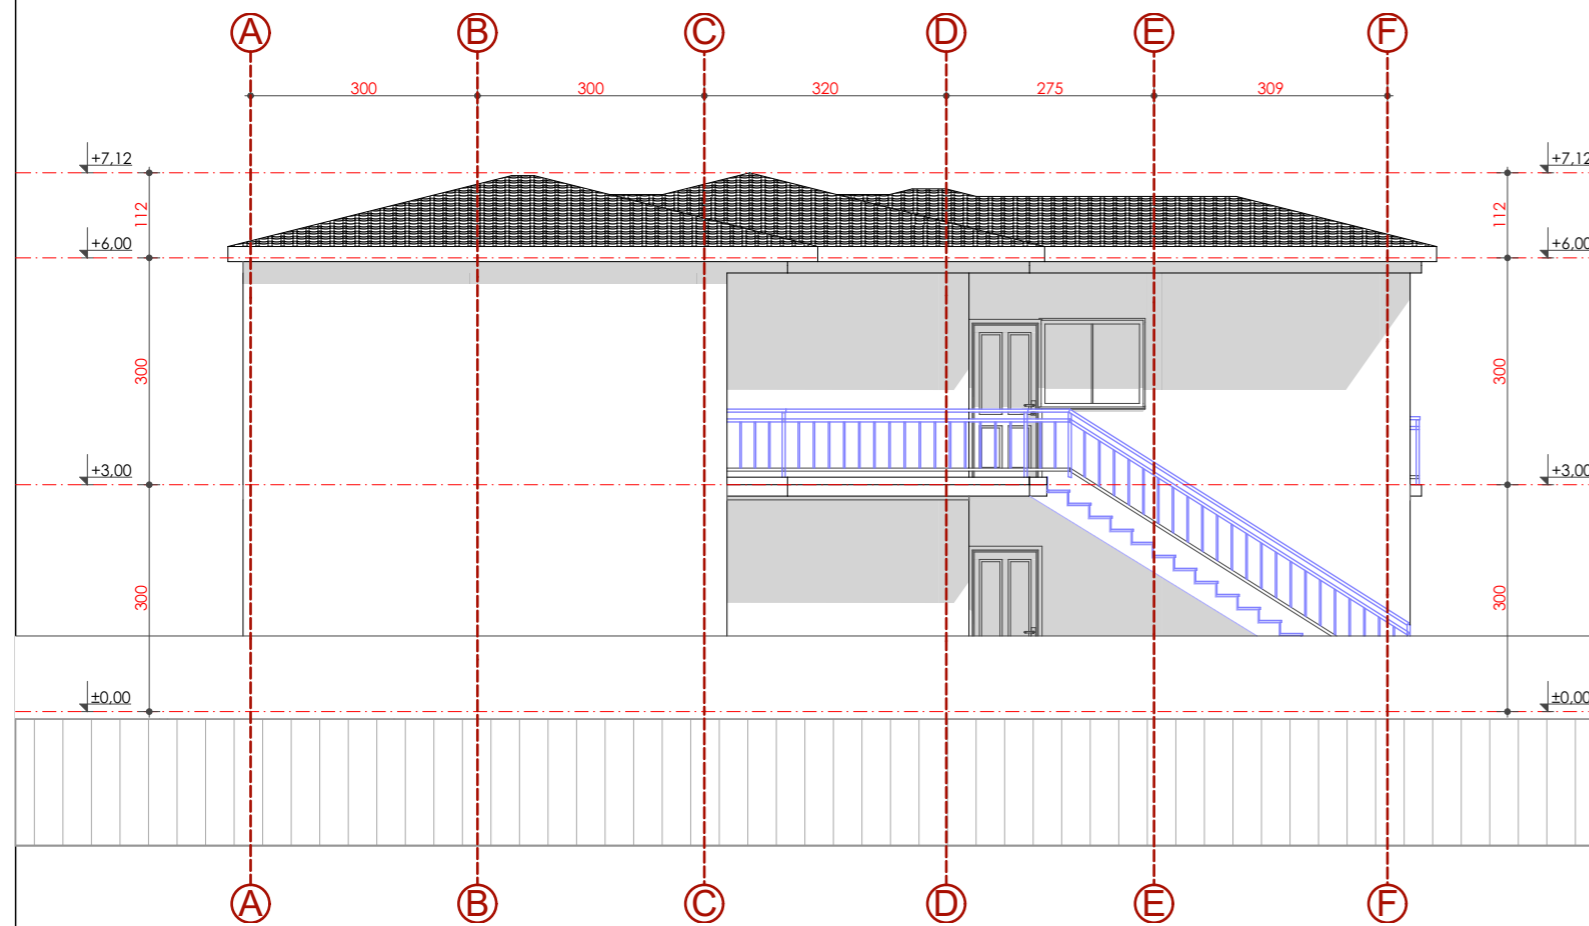 A B C D E F
300 300 320 275 309
+7,12 +7,12
112 112
+6,00 +6,00
300 300
+3,00 +3,00
300 300
±0,00 ±0,00
A B C D E F